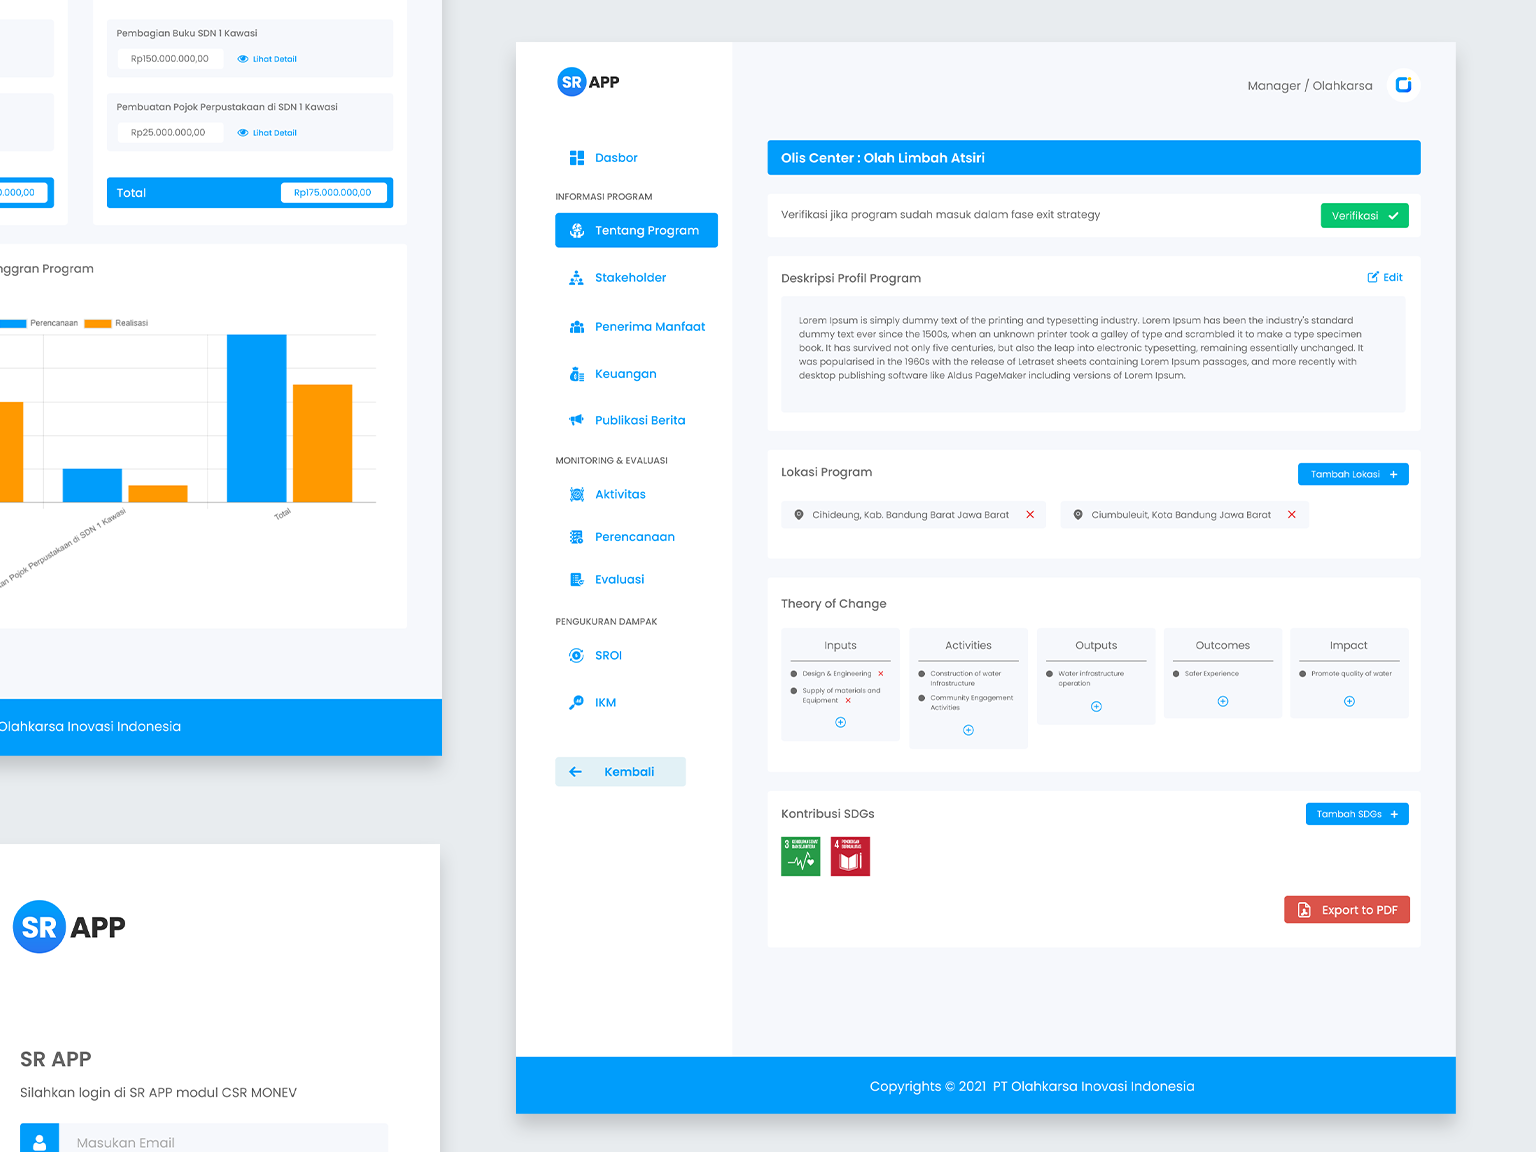 Pembagian Buku SDN 1 Kawasi
Rp150.000.000,00
Lihat Detail
Pembuatan Pojok Perpustakaan di SDN 1 Kawasi
Rp25.000.000,00
Lihat Detail
0.000,00
Total
Rp175.000.000,00
nggran Program
Perencanaan
Realisasi
an Pojok Perpustakaan di SDN 1 Kawasi
Total
Olahkarsa Inovasi Indonesia
SR APP
SR APP
Silahkan login di SR APP modul CSR MONEV
Masukan Email
SR APP
Manager / Olahkarsa
Dasbor
INFORMASI PROGRAM
Tentang Program
Stakeholder
Penerima Manfaat
Keuangan
Publikasi Berita
MONITORING & EVALUASI
Aktivitas
Perencanaan
Evaluasi
PENGUKURAN DAMPAK
SROI
IKM
Kembali
Olis Center : Olah Limbah Atsiri
Verifikasi jika program sudah masuk dalam fase exit strategy
Verifikasi
Deskripsi Profil Program
Edit
Lorem Ipsum is simply dummy text of the printing and typesetting industry. Lorem Ipsum has been the industry's standard
dummy text ever since the 1500s, when an unknown printer took a galley of type and scrambled it to make a type specimen
book. It has survived not only five centuries, but also the leap into electronic typesetting, remaining essentially unchanged. It
was popularised in the 1960s with the release of Letraset sheets containing Lorem Ipsum passages, and more recently with
desktop publishing software like Aldus PageMaker including versions of Lorem Ipsum.
Lokasi Program
Tambah Lokasi +
Cihideung, Kab. Bandung Barat Jawa Barat
Ciumbuleuit, Kota Bandung Jawa Barat
Theory of Change
Inputs
Design & Engineering
Supply of materials and
Equipment
Activities
Construction of water
Infrastructure
Community Engagement
Activities
Outputs
Water infrastructure
operation
Outcomes
Safer Experience
Impact
Promote quality of water
Kontribusi SDGs
Tambah SDGs +
3
4
Export to PDF
Copyrights © 2021 PT Olahkarsa Inovasi Indonesia